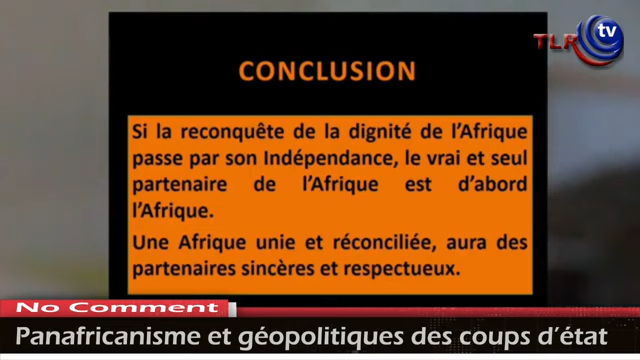 TLR tv
CONCLUSION
Si la reconquête de la dignité de l'Afrique
passe par son Indépendance, le vrai et seul
partenaire de l'Afrique est d'abord
l'Afrique.
Une Afrique unie et réconciliée, aura des
partenaires sincères et respectueux.
No Comment
Panafricanisme et géopolitiques des coups d'état